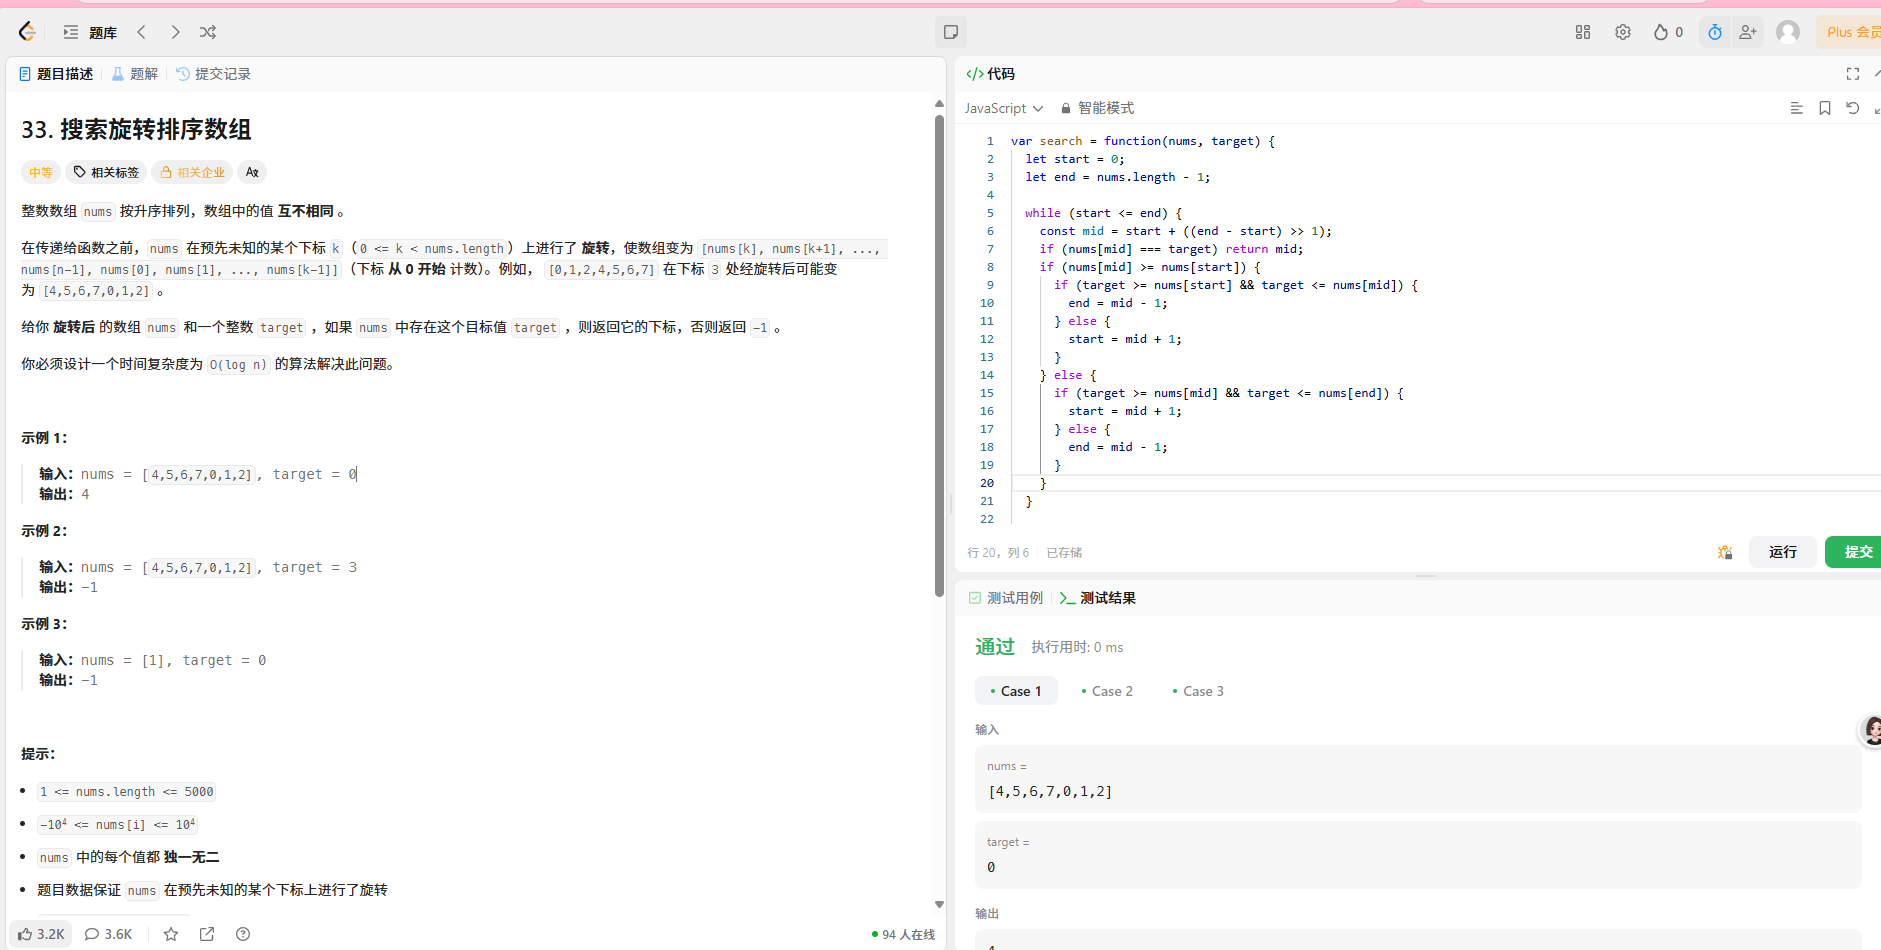 题库
0
Plus 会员
题目描述
题解
提交记录
33. 搜索旋转排序数组
中等
相关标签
相关企业
整数数组 nums 按升序排列，数组中的值 互不相同 。
在传递给函数之前，nums 在预先未知的某个下标 k（0 <= k < nums.length）上进行了 旋转，使数组变为 [nums[k], nums[k+1], ...,
nums[n-1], nums[0], nums[1], ..., nums[k-1]]（下标 从 0 开始 计数）。例如， [0,1,2,4,5,6,7] 在下标 3 处经旋转后可能变
为 [4,5,6,7,0,1,2] 。
给你 旋转后 的数组 nums 和一个整数 target ，如果 nums 中存在这个目标值 target ，则返回它的下标，否则返回 -1 。
你必须设计一个时间复杂度为 O(log n) 的算法解决此问题。
示例 1：
输入：nums = [4,5,6,7,0,1,2], target = 0
输出：4
示例 2：
输入：nums = [4,5,6,7,0,1,2], target = 3
输出：-1
示例 3：
输入：nums = [1], target = 0
输出：-1
提示：
1 <= nums.length <= 5000
-10⁴ <= nums[i] <= 10⁴
nums 中的每个值都 独一无二
题目数据保证 nums 在预先未知的某个下标上进行了旋转
3.2K
3.6K
94 人在线
</> 代码
JavaScript
智能模式
1 var search = function(nums, target) {
2   let start = 0;
3   let end = nums.length - 1;
4
5   while (start <= end) {
6     const mid = start + ((end - start) >> 1);
7     if (nums[mid] === target) return mid;
8     if (nums[mid] >= nums[start]) {
9       if (target >= nums[start] && target <= nums[mid]) {
10         end = mid - 1;
11       } else {
12         start = mid + 1;
13       }
14     } else {
15       if (target >= nums[mid] && target <= nums[end]) {
16         start = mid + 1;
17       } else {
18         end = mid - 1;
19       }
20     }
21   }
22
行 20，列 6
已存储
运行
提交
测试用例
测试结果
通过
执行用时: 0 ms
Case 1
Case 2
Case 3
输入
nums =
[4,5,6,7,0,1,2]
target =
0
输出